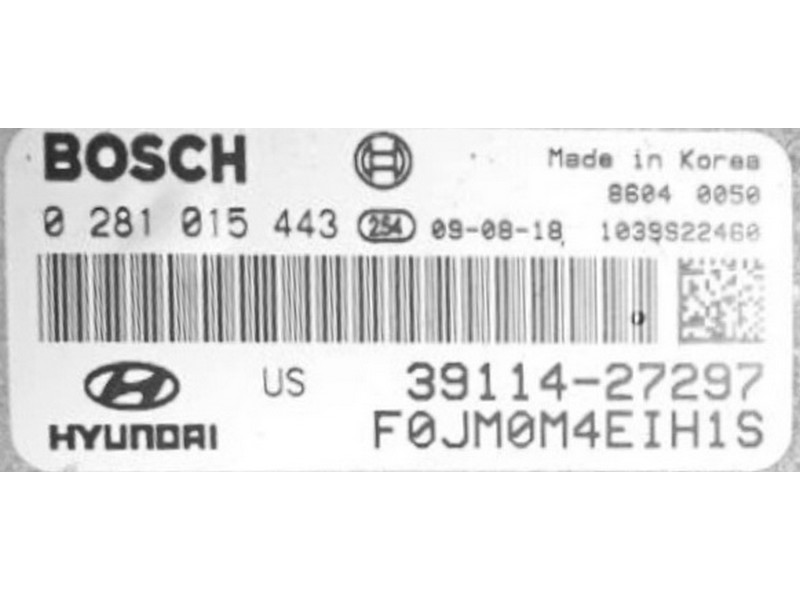 BOSCH
Made in Korea
8604 0050
0 281 015 443 254 09-08-18 1039S22460
HYUNDAI
US
39114-27297
F0JM0M4EIH1S